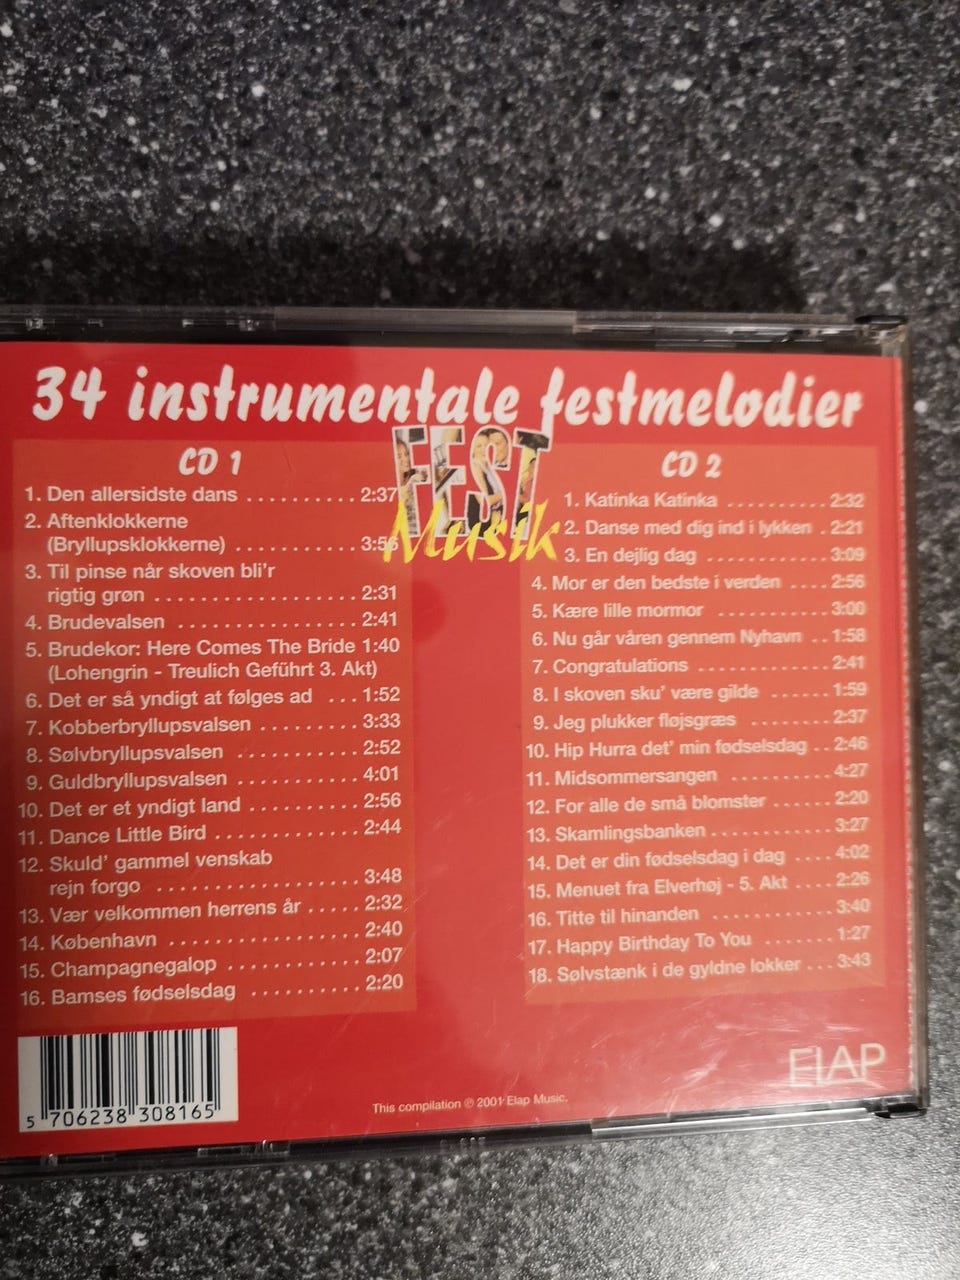 34 instrumentale festmelodier
FEST
Musik
CD 1
1. Den allersidste dans .......... 2:37
2. Aftenklokkerne
(Bryllupsklokkerne) .......... 3:56
3. Til pinse når skoven bli'r
rigtig grøn .................. 2:31
4. Brudevalsen ................ 2:41
5. Brudekor: Here Comes The Bride 1:40
(Lohengrin - Treulich Geführt 3. Akt)
6. Det er så yndigt at følges ad ... 1:52
7. Kobberbryllupsvalsen ......... 3:33
8. Sølvbryllupsvalsen ........... 2:52
9. Guldbryllupsvalsen ........... 4:01
10. Det er et yndigt land .......... 2:56
11. Dance Little Bird ............. 2:44
12. Skuld' gammel venskab
rejn forgo .................. 3:48
13. Vær velkommen herrens år ..... 2:32
14. København ................. 2:40
15. Champagnegalop ............ 2:07
16. Bamses fødselsdag .......... 2:20
CD 2
1. Katinka Katinka .......... 2:32
2. Danse med dig ind i lykken . 2:21
3. En dejlig dag ............. 3:09
4. Mor er den bedste i verden .... 2:56
5. Kære lille mormor ........... 3:00
6. Nu går våren gennem Nyhavn .. 1:58
7. Congratulations ............. 2:41
8. I skoven sku' være gilde ...... 1:59
9. Jeg plukker fløjsgræs ........ 2:37
10. Hip Hurra det' min fødselsdag .. 2:46
11. Midsommersangen .......... 4:27
12. For alle de små blomster ...... 2:20
13. Skamlingsbanken ............ 3:27
14. Det er din fødselsdag i dag .... 4:02
15. Menuet fra Elverhøj - 5. Akt .... 2:26
16. Titte til hinanden ............ 3:40
17. Happy Birthday To You ....... 1:27
18. Sølvstænk i de gyldne lokker ... 3:43
5 706238 308165
This compilation ℗ 2001 Elap Music.
ELAP